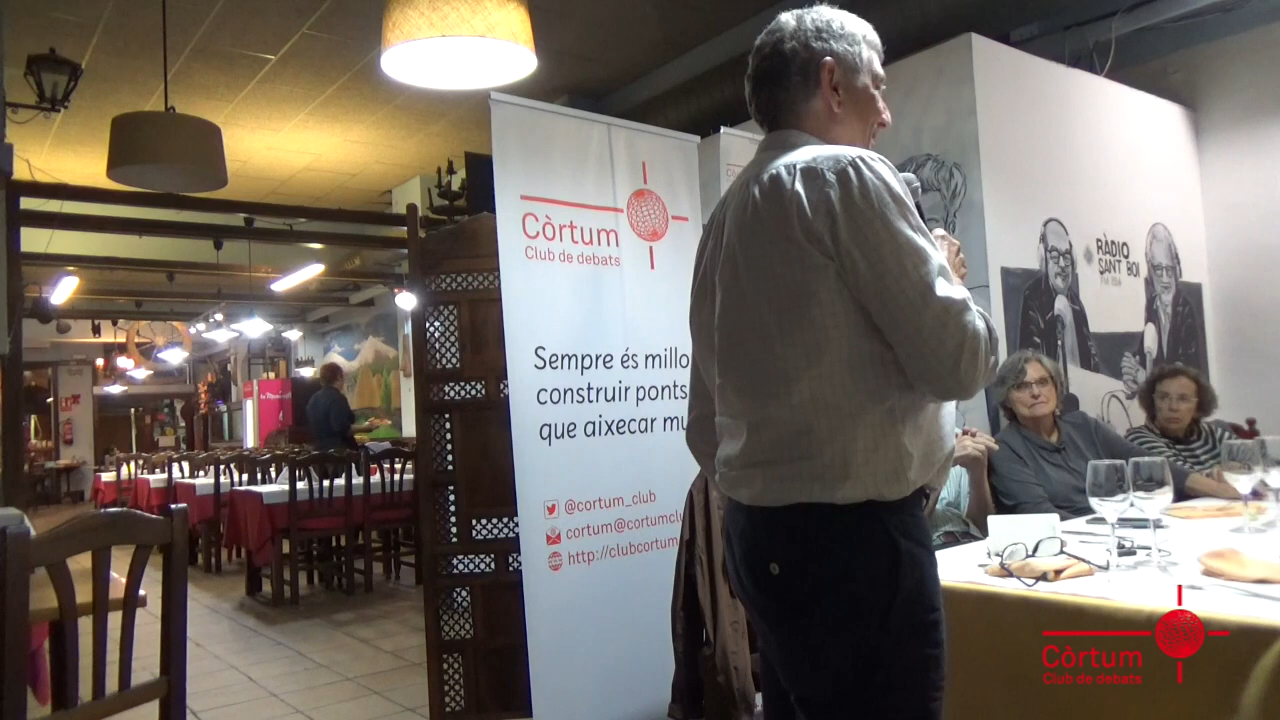 Còrtum
Club de debats
Sempre és millo
construir ponts
que aixecar mu
@cortum_club
cortum@cortumclu
http://clubcortum
RÀDIO
SANT BOI
Còrtum
Club de debats